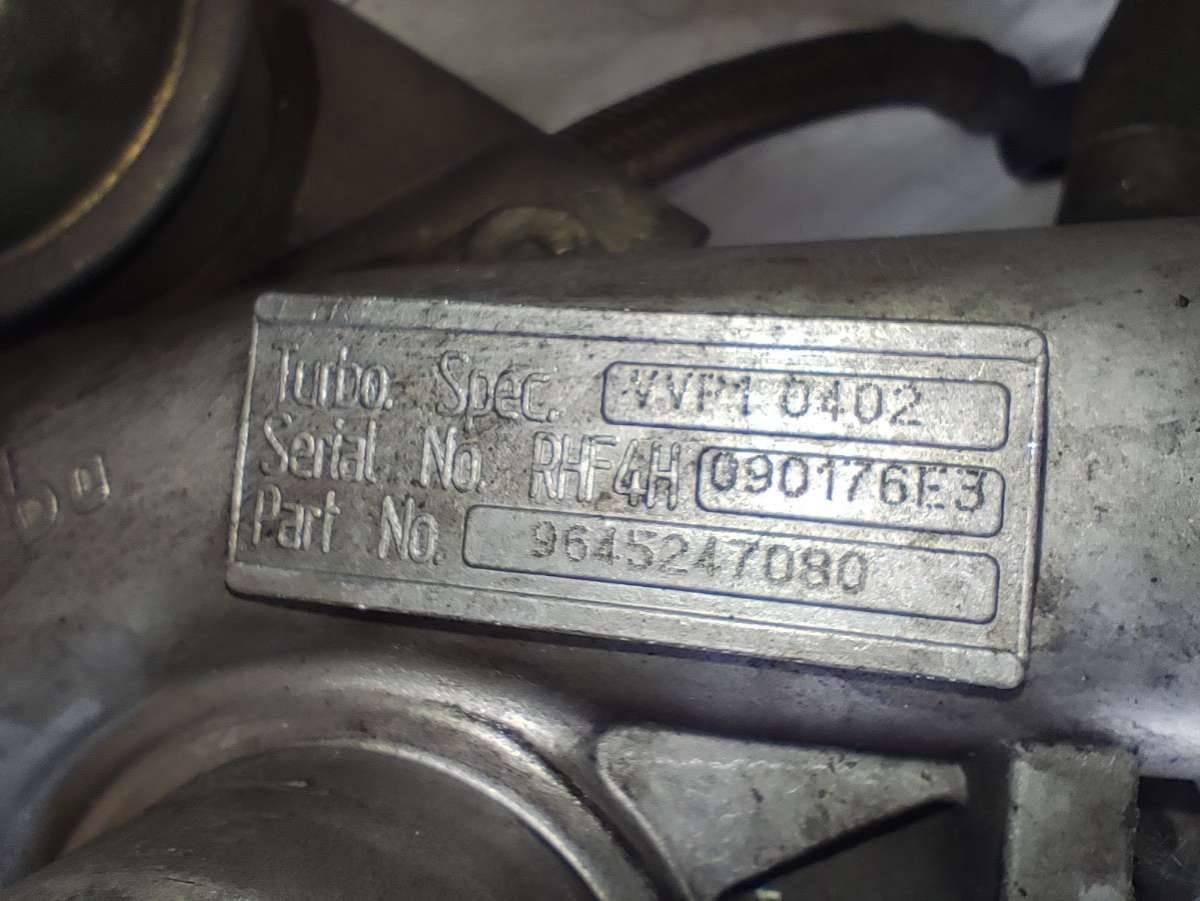 Turbo. Spec. VVP1 0402
Serial No. RHF4H 090176E3
Part No. 9645247080